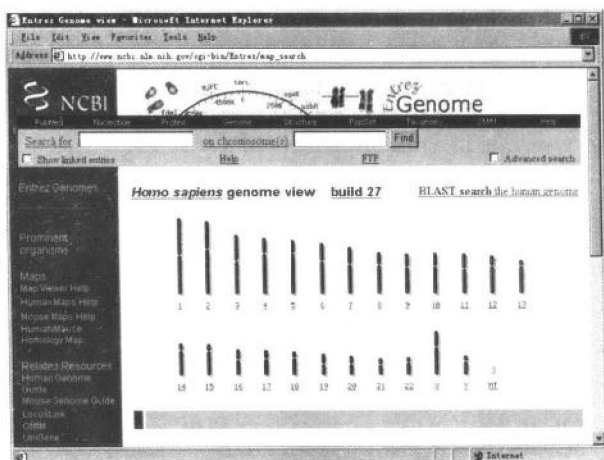 Entrez Genome view - Microsoft Internet Explorer
File Edit View Favorites Tools Help
Address http://www.ncbi.nlm.nih.gov/cgi-bin/Entrez/map_search
NCBI
Entrez Genome
PubMed Nucleotide Protein Genome Structure PopSet Taxonomy OMIM Help
Search for on chromosome(s) Find
Show linked entries Help FTP Advanced search
Entrez Genomes
Homo sapiens genome view build 27 BLAST search the human genome
Prominent
organisms
Maps
Map Viewer Help
Human Maps Help
Mouse Maps Help
Human/Mouse
Homology Map
Related Resources
Human Genome
Guide
Mouse Genome Guide
LocusLink
OMIM
UniGene
1 2 3 4 5 6 7 8 9 10 11 12 13
14 15 16 17 18 19 20 21 22 X Y MT
Internet